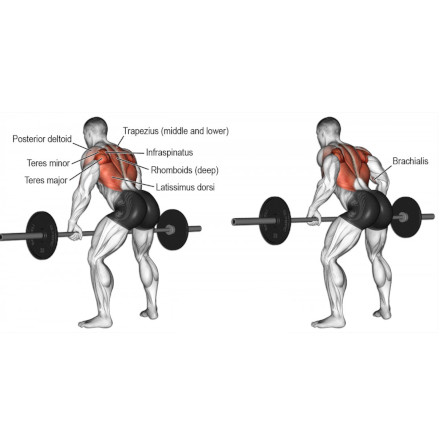 Trapezius (middle and lower)
Posterior deltoid
Infraspinatus
Teres minor
Rhomboids (deep)
Teres major
Latissimus dorsi
Brachialis